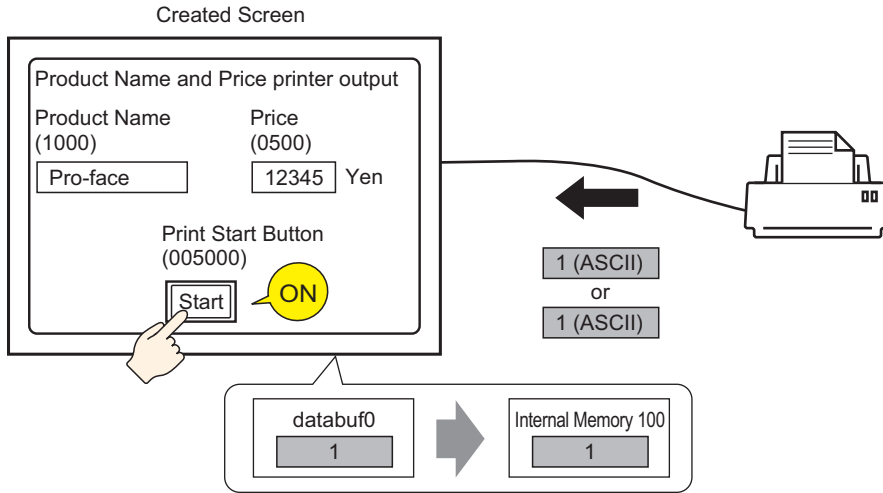 Created Screen
Product Name and Price printer output
Product Name
(1000)
Price
(0500)
Pro-face
12345 Yen
Print Start Button
(005000)
Start
ON
1 (ASCII)
or
1 (ASCII)
databuf0
1
Internal Memory 100
1